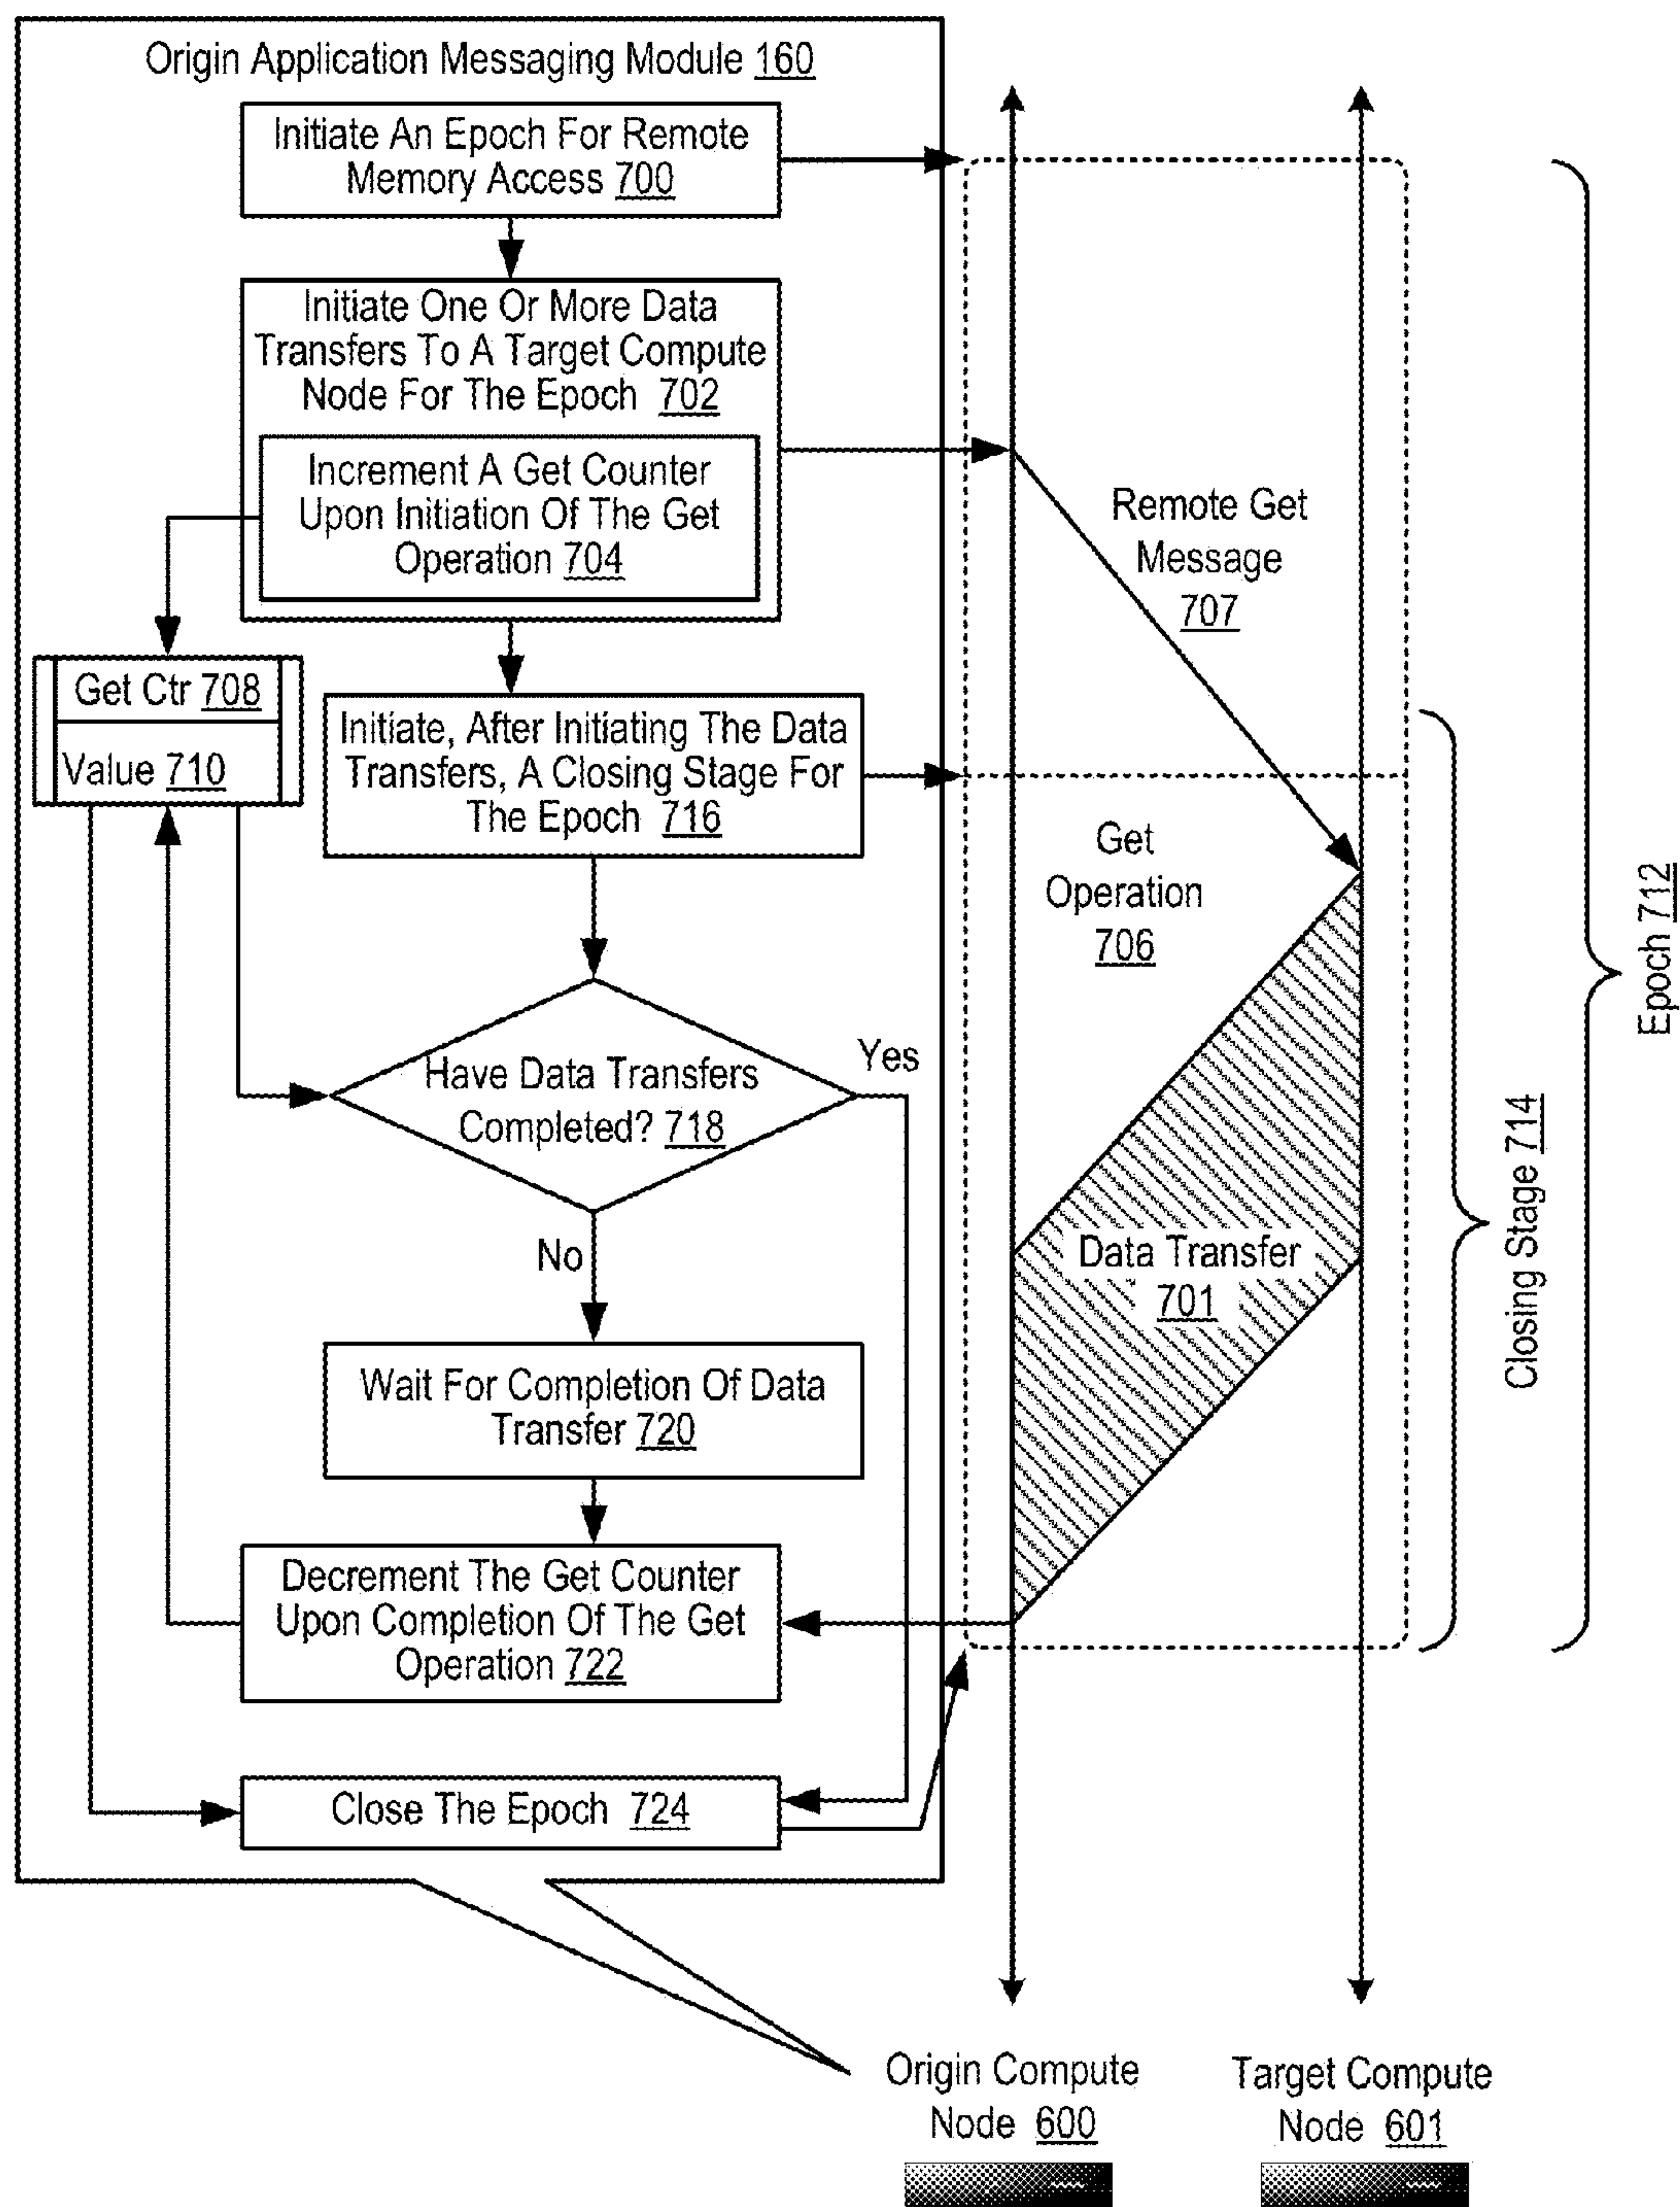 Origin Application Messaging Module 160
Initiate An Epoch For Remote
Memory Access 700
Initiate One Or More Data
Transfers To A Target Compute
Node For The Epoch 702
Increment A Get Counter
Upon Initiation Of The Get
Operation 704
Remote Get
Message
707
Get Ctr 708
Value 710
Initiate, After Initiating The Data
Transfers, A Closing Stage For
The Epoch 716
Get
Operation
706
Have Data Transfers
Completed? 718
Yes
No
Data Transfer
701
Closing Stage 714
Epoch 712
Wait For Completion Of Data
Transfer 720
Decrement The Get Counter
Upon Completion Of The Get
Operation 722
Close The Epoch 724
Origin Compute
Node 600
Target Compute
Node 601